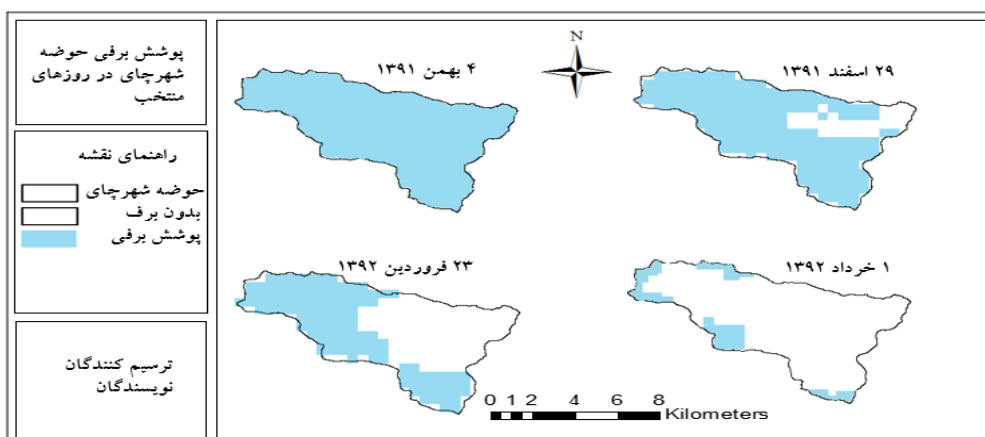 پوشش برفی حوضه
شهرچای در روزهای
منتخب
راهنمای نقشه
حوضه شهرچای
بدون برف
پوشش برفی
ترسیم کنندگان
نویسندگان
N
۴ بهمن ۱۳۹۱
۲۹ اسفند ۱۳۹۱
۲۳ فروردین ۱۳۹۲
۱ خرداد ۱۳۹۲
0 1 2 4 6 8
Kilometers